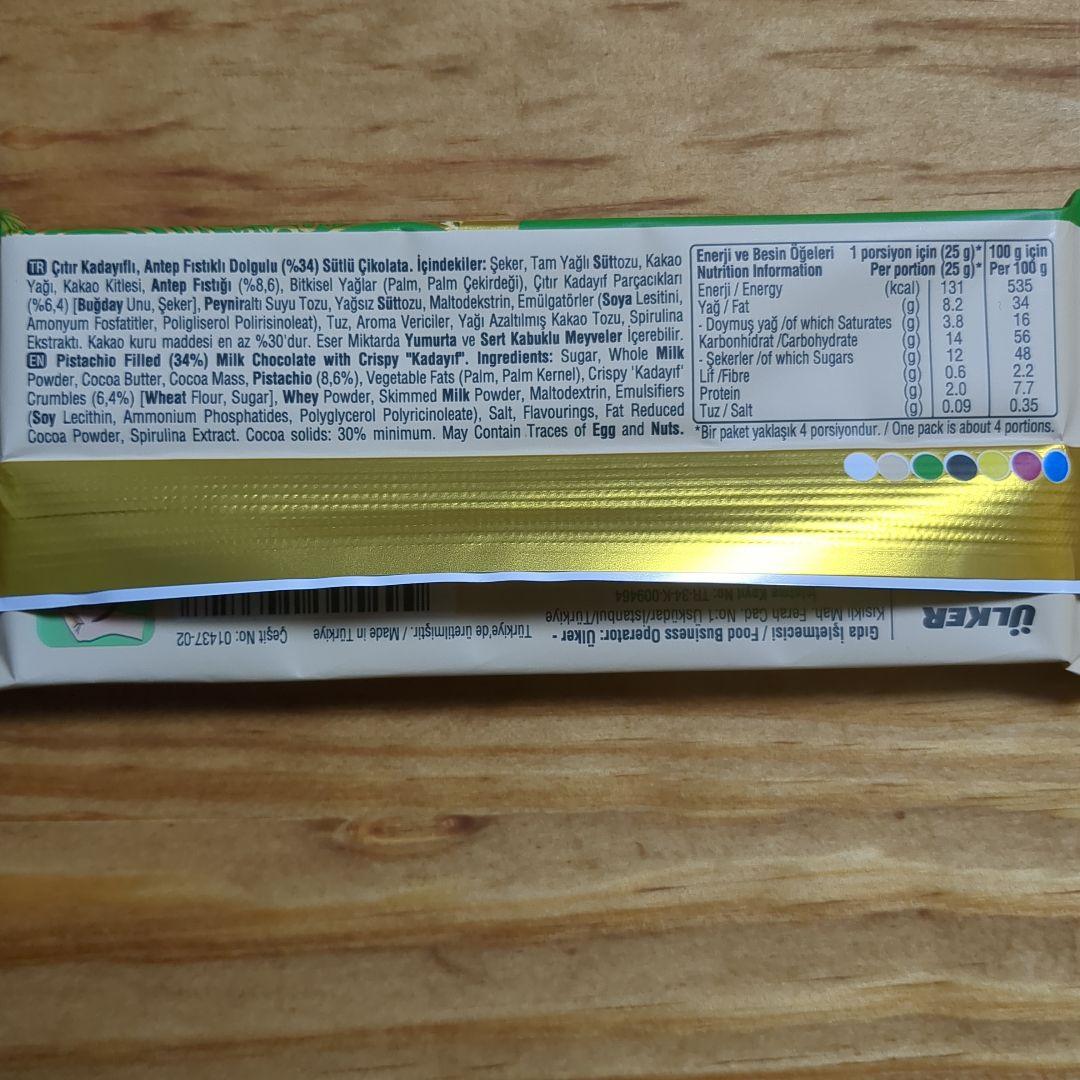 TR Çıtır Kadayıflı, Antep Fıstıklı Dolgulu (%34) Sütlü Çikolata. İçindekiler: Şeker, Tam Yağlı Süttozu, Kakao
Yağı, Kakao Kitlesi, Antep Fıstığı (%8,6), Bitkisel Yağlar (Palm, Palm Çekirdeği), Çıtır Kadayıf Parçacıkları
(%6,4) [Buğday Unu, Şeker], Peyniraltı Suyu Tozu, Yağsız Süttozu, Maltodekstrin, Emülgatörler (Soya Lesitini,
Amonyum Fosfatitler, Poligliserol Polirisinoleat), Tuz, Aroma Vericiler, Yağı Azaltılmış Kakao Tozu, Spirulina
Ekstraktı. Kakao kuru maddesi en az %30'dur. Eser Miktarda Yumurta ve Sert Kabuklu Meyveler İçerebilir.
EN Pistachio Filled (34%) Milk Chocolate with Crispy "Kadayıf". Ingredients: Sugar, Whole Milk
Powder, Cocoa Butter, Cocoa Mass, Pistachio (8,6%), Vegetable Fats (Palm, Palm Kernel), Crispy 'Kadayıf'
Crumbles (6,4%) [Wheat Flour, Sugar], Whey Powder, Skimmed Milk Powder, Maltodextrin, Emulsifiers
(Soy Lecithin, Ammonium Phosphatides, Polyglycerol Polyricinoleate), Salt, Flavourings, Fat Reduced
Cocoa Powder, Spirulina Extract. Cocoa solids: 30% minimum. May Contain Traces of Egg and Nuts.
Enerji ve Besin Öğeleri 1 porsiyon için (25 g)* 100 g için
Nutrition Information Per portion (25 g)* Per 100 g
Enerji / Energy (kcal) 131 535
Yağ / Fat (g) 8.2 34
- Doymuş yağ /of which Saturates (g) 3.8 16
Karbonhidrat /Carbohydrate (g) 14 56
- Şekerler /of which Sugars (g) 12 48
Lif /Fibre (g) 0.6 2.2
Protein (g) 2.0 7.7
Tuz / Salt (g) 0.09 0.35
*Bir paket yaklaşık 4 porsiyondur. / One pack is about 4 portions.
ÜLKER
Gıda İşletmecisi / Food Business Operator: Ülker -
Kısıklı Mah. Ferah Cad. No:1 Üsküdar/İstanbul/Türkiye
Kayıt No: TR-34-K-009464
Türkiye'de üretilmiştir. / Made in Türkiye
Çeşit No: 01437-02